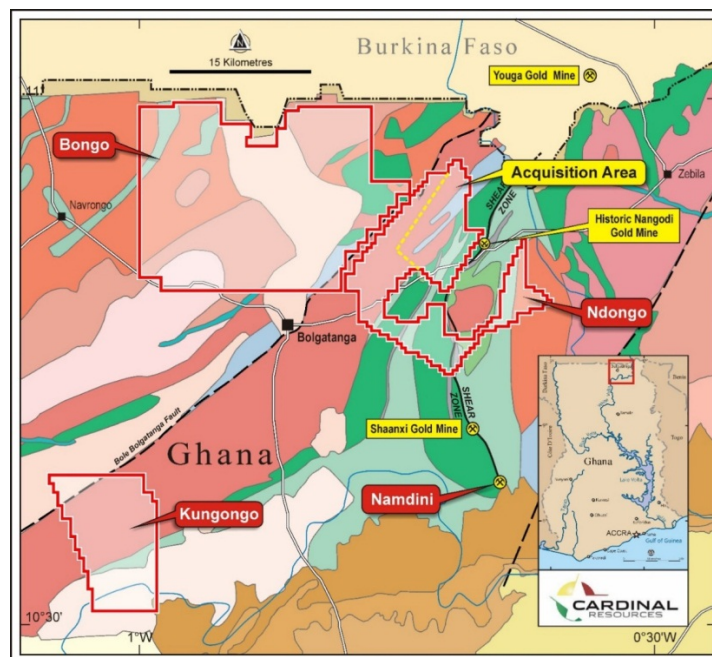 Burkina Faso
15 Kilometres
Youga Gold Mine
11°
Bongo
Acquisition Area
Zebila
SHEAR
ZONE
Navrongo
Historic Nangodi
Gold Mine
Ndongo
Bolgatanga
SHEAR
ZONE
Bole Bolgatanga Fault
Shaanxi Gold Mine
Ghana
Namdini
Kungongo
Ghana
Lake Volta
ACCRA
Gulf of Guinea
CARDINAL
RESOURCES
10°30'
1°W
0°30'W